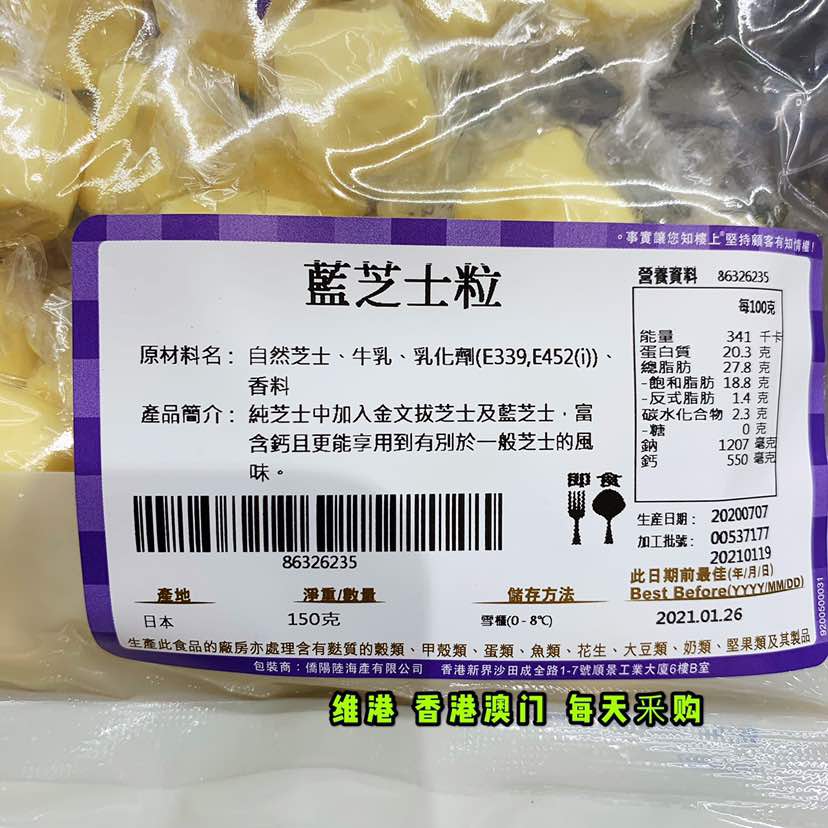 。事實讓您知樓上®堅持顧客有知情權！
藍芝士粒
原材料名： 自然芝士、牛乳、乳化劑(E339,E452(i))、
香料
產品簡介： 純芝士中加入金文拔芝士及藍芝士，富
含鈣且更能享用到有別於一般芝士的風
味。
86326235
即食
營養資料 86326235
每100克
能量 341 千卡
蛋白質 20.3 克
總脂肪 27.8 克
-飽和脂肪 18.8 克
-反式脂肪 1.4 克
碳水化合物 2.3 克
-糖 0 克
鈉 1207 毫克
鈣 550 毫克
生產日期： 20200707
加工批號： 00537177
20210119
此日期前最佳(年/月/日)
Best Before(YYYY/MM/DD)
2021.01.26
產地 淨重/數量 儲存方法
日本 150克 雪櫃(0 - 8℃)
生產此食品的廠房亦處理含有麩質的穀類、甲殼類、蛋類、魚類、花生、大豆類、奶類、堅果類及其製品
包裝商：僑陽陸海產有限公司 香港新界沙田成全路1-7號順景工業大廈6樓B室
9200500031
维港 香港澳门 每天采购